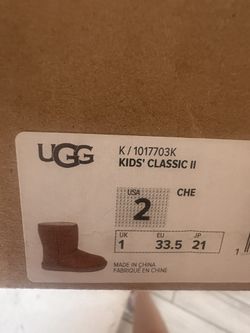 UGG
K / 1017703K
KIDS' CLASSIC II
USA
2
CHE
UK EU JP
1 33.5 21
MADE IN CHINA
FABRIQUÉ EN CHINE
1